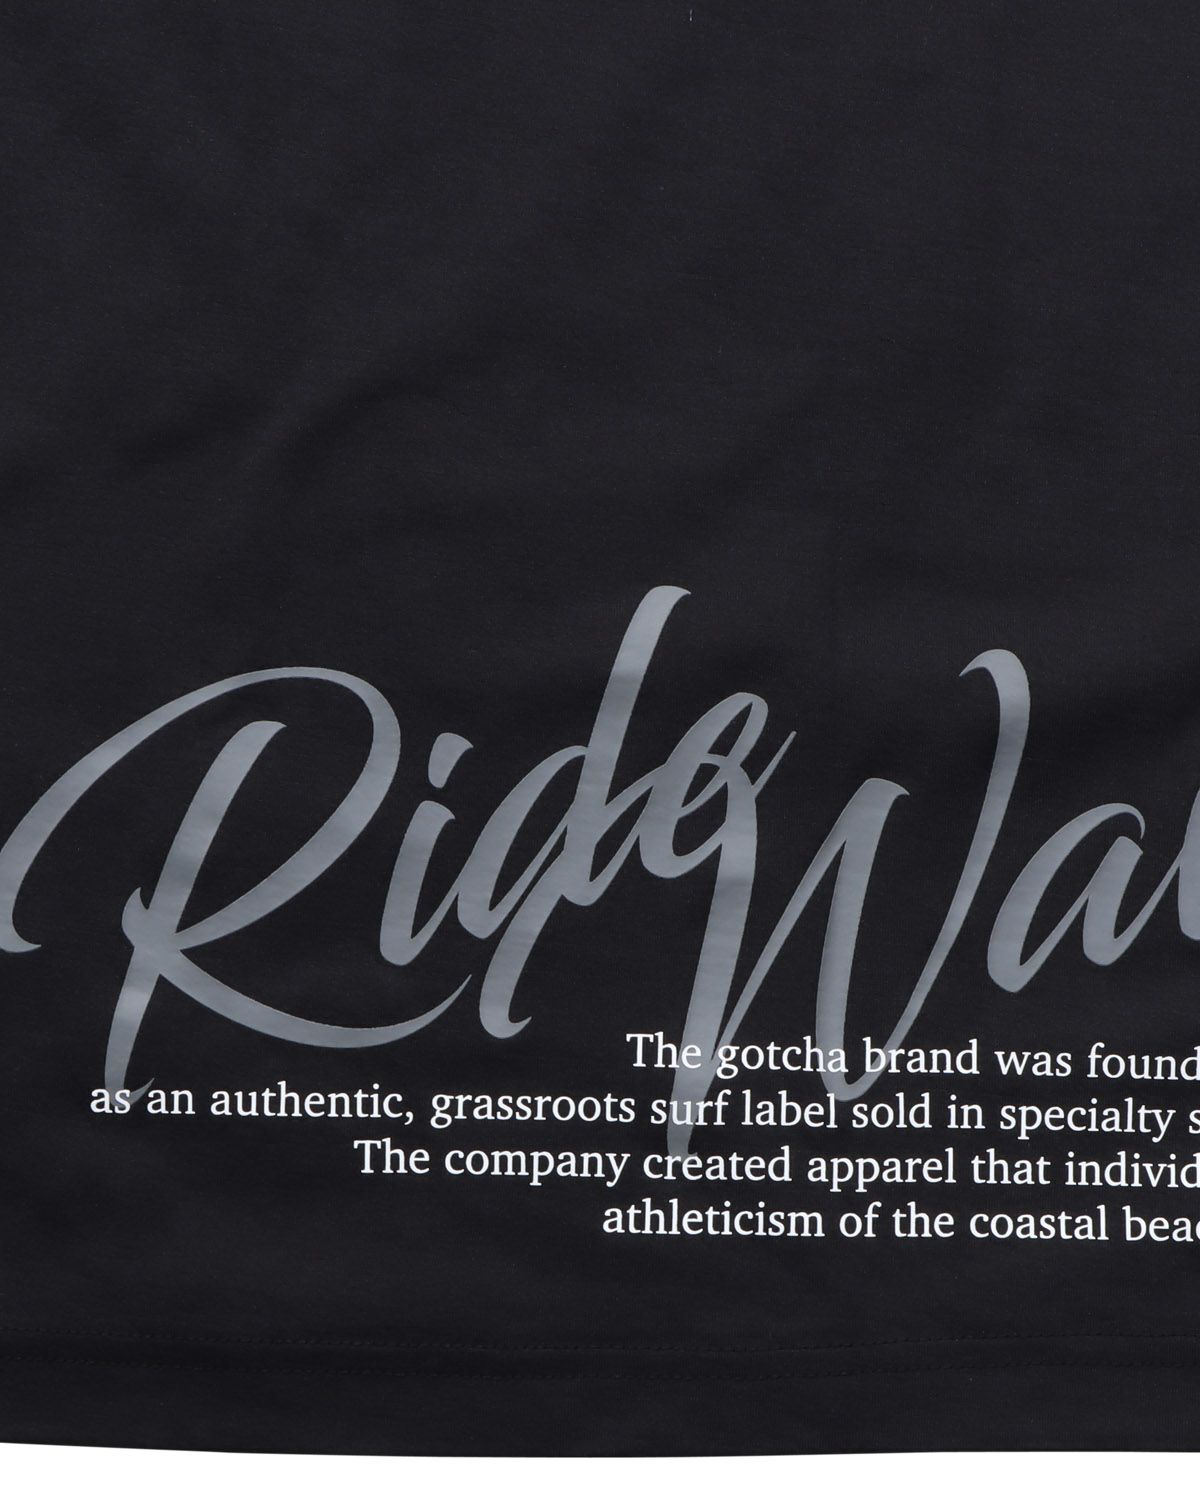 Ride Wa
The gotcha brand was found
as an authentic, grassroots surf label sold in specialty s
The company created apparel that individ
athleticism of the coastal beac